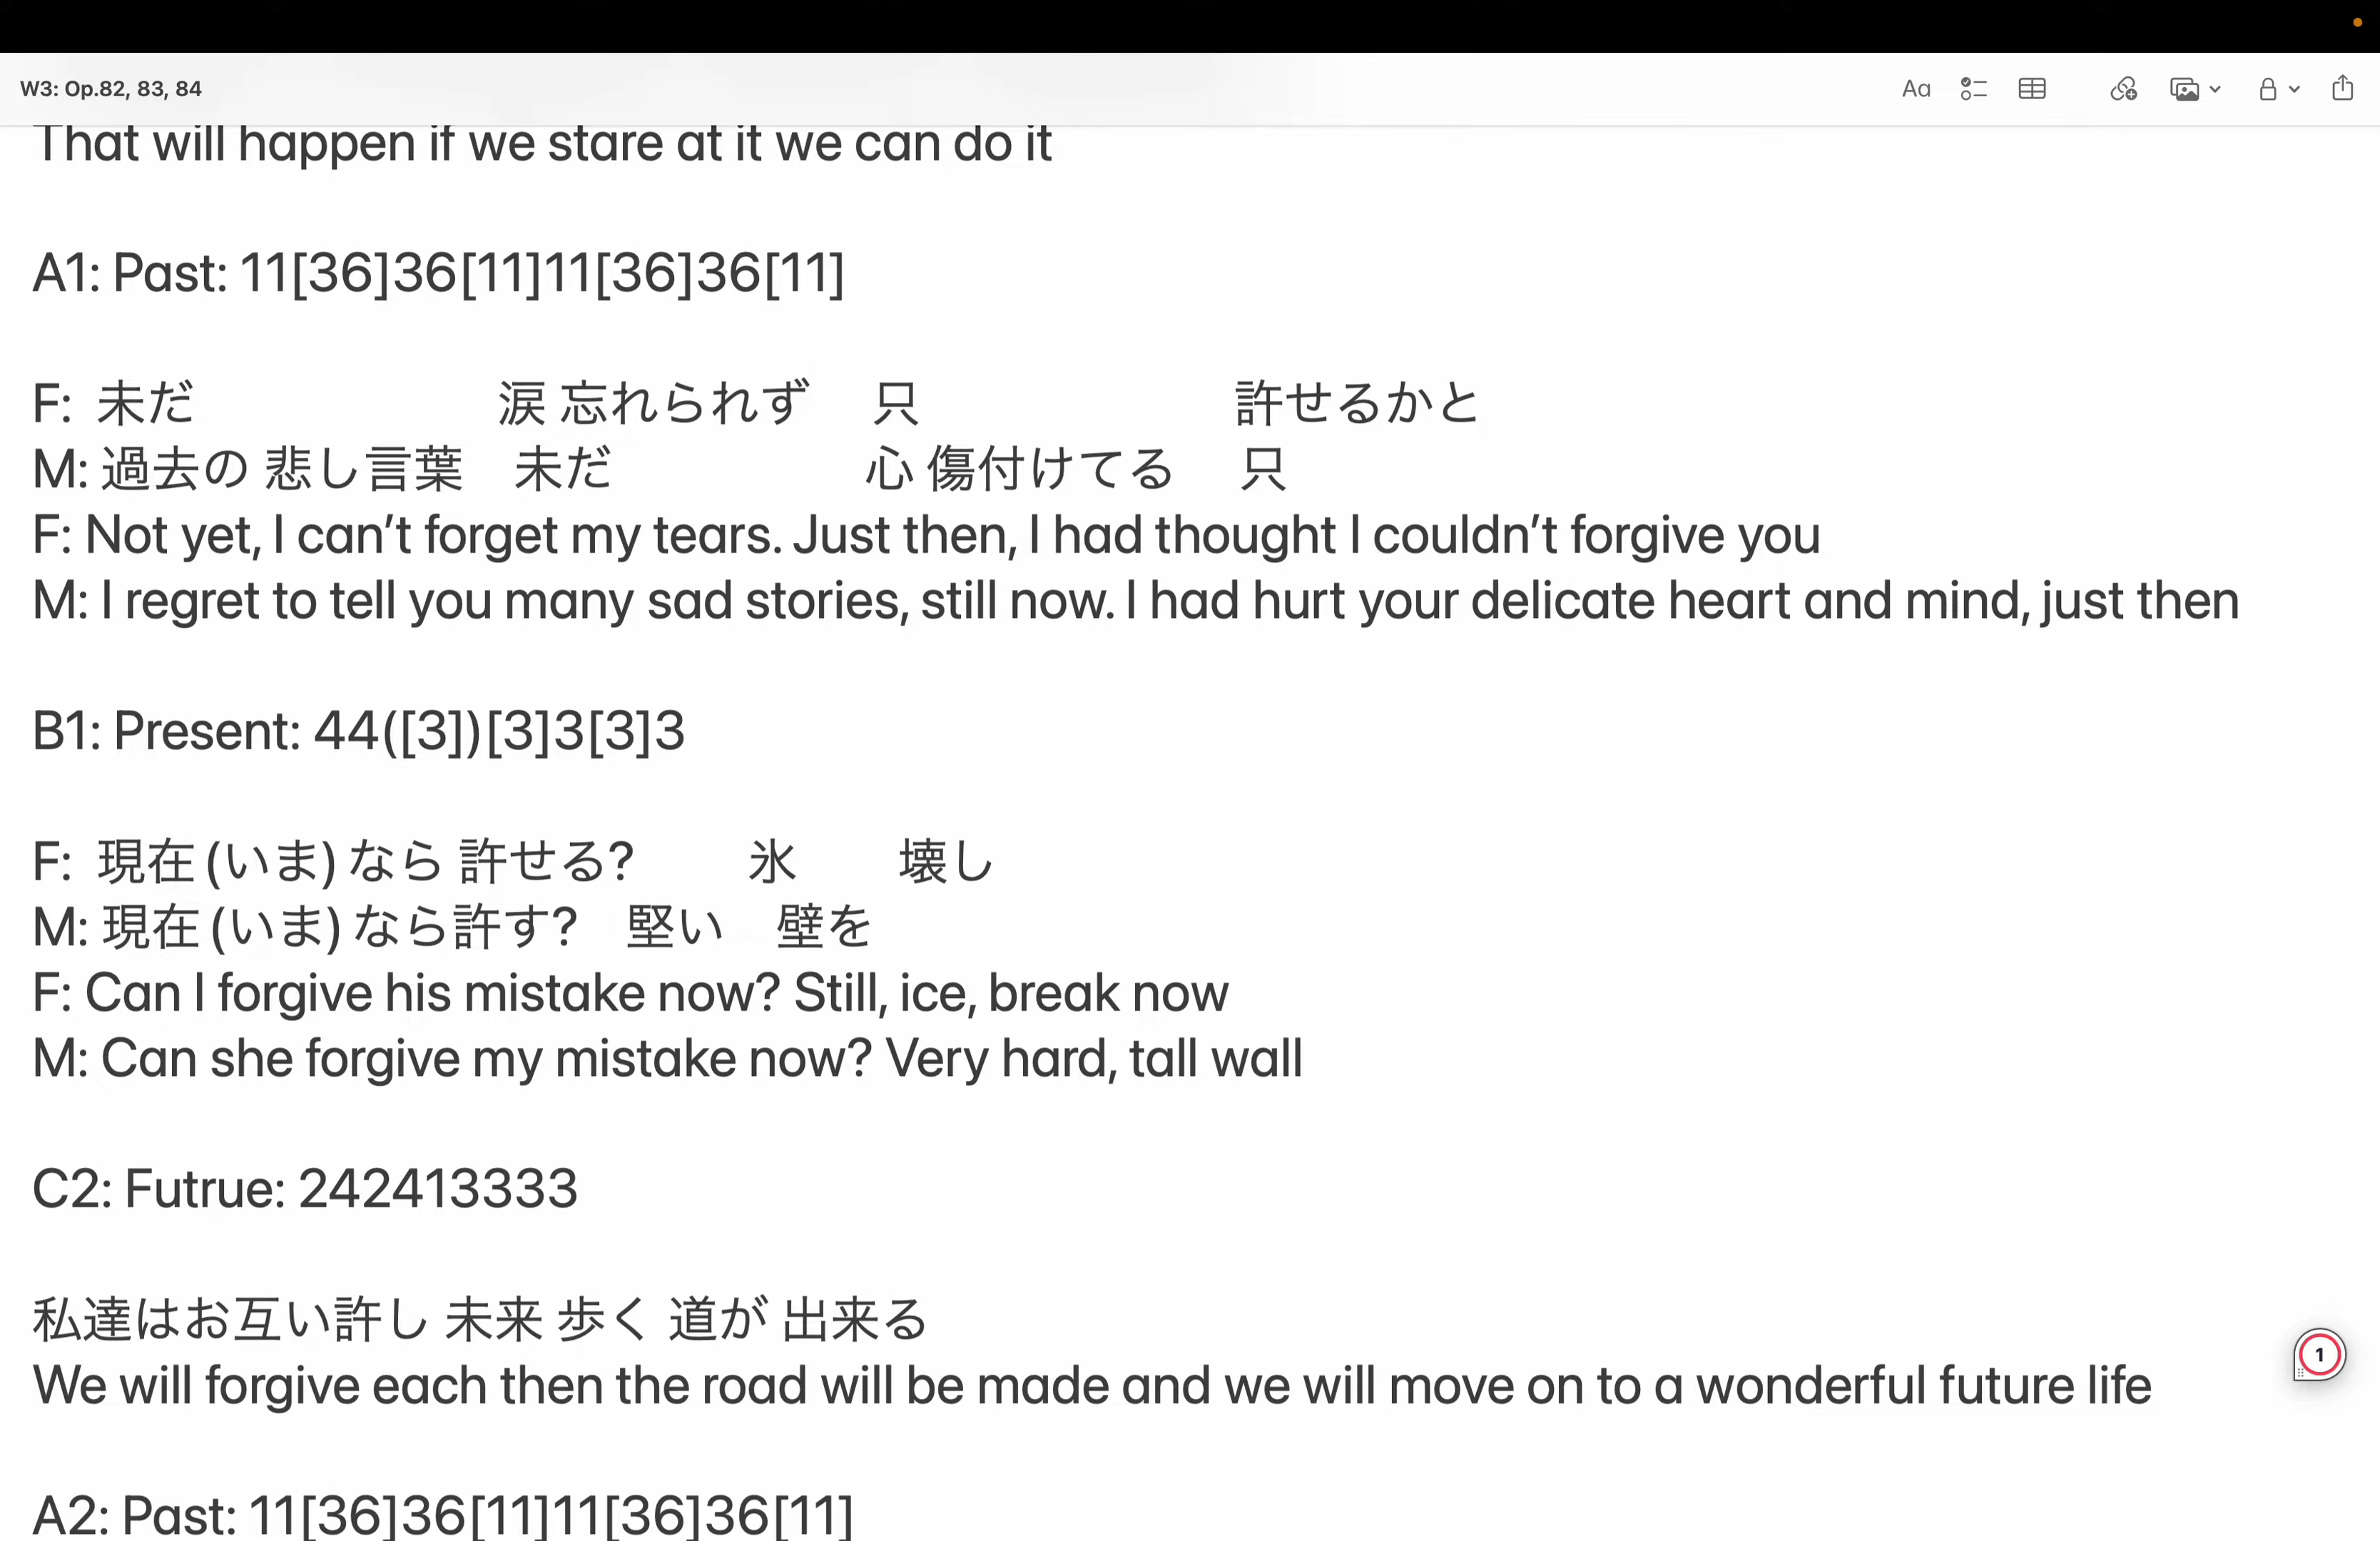 W3: Op.82, 83, 84
Aa
That will happen if we stare at it we can do it
A1: Past: 11[36]36[11]11[36]36[11]
F: 未だ 涙 忘れられず 只 許せるかと
M: 過去の 悲し言葉 未だ 心 傷付けてる 只
F: Not yet, I can’t forget my tears. Just then, I had thought I couldn’t forgive you
M: I regret to tell you many sad stories, still now. I had hurt your delicate heart and mind, just then
B1: Present: 44([3])[3]3[3]3
F: 現在(いま)なら 許せる? 氷 壊し
M: 現在(いま)なら許す? 堅い 壁を
F: Can I forgive his mistake now? Still, ice, break now
M: Can she forgive my mistake now? Very hard, tall wall
C2: Futrue: 242413333
私達はお互い許し 未来 歩く 道が 出来る
1
We will forgive each then the road will be made and we will move on to a wonderful future life
A2: Past: 11[36]36[11]11[36]36[11]